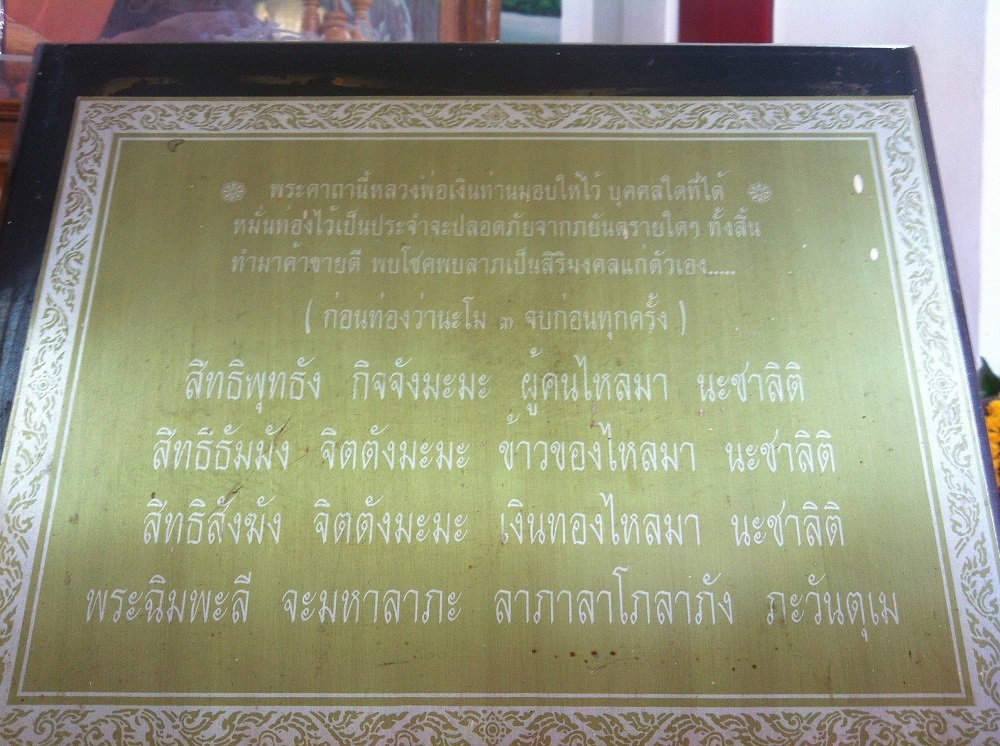 พระคาถานี้หลวงพ่อเงินท่านมอบให้ไว้ บุคคลใดที่ได้
หมั่นท่องไว้เป็นประจำจะปลอดภัยจากภยันตรายใดๆ ทั้งสิ้น
ทำมาค้าขายดี พบโชคพบลาภเป็นสิริมงคลแก่ตัวเอง.....
( ก่อนท่องว่านะโม ๓ จบก่อนทุกครั้ง )
สิทธิพุทธัง กิจจังมะมะ ผู้คนไหลมา นะชาลิติ
สิทธิธัมมัง จิตตังมะมะ ข้าวของไหลมา นะชาลิติ
สิทธิสังฆัง จิตตังมะมะ เงินทองไหลมา นะชาลิติ
พระฉิมพะลี จะมหาลาภะ ลาภาลาโภลาภัง ภะวันตุเม